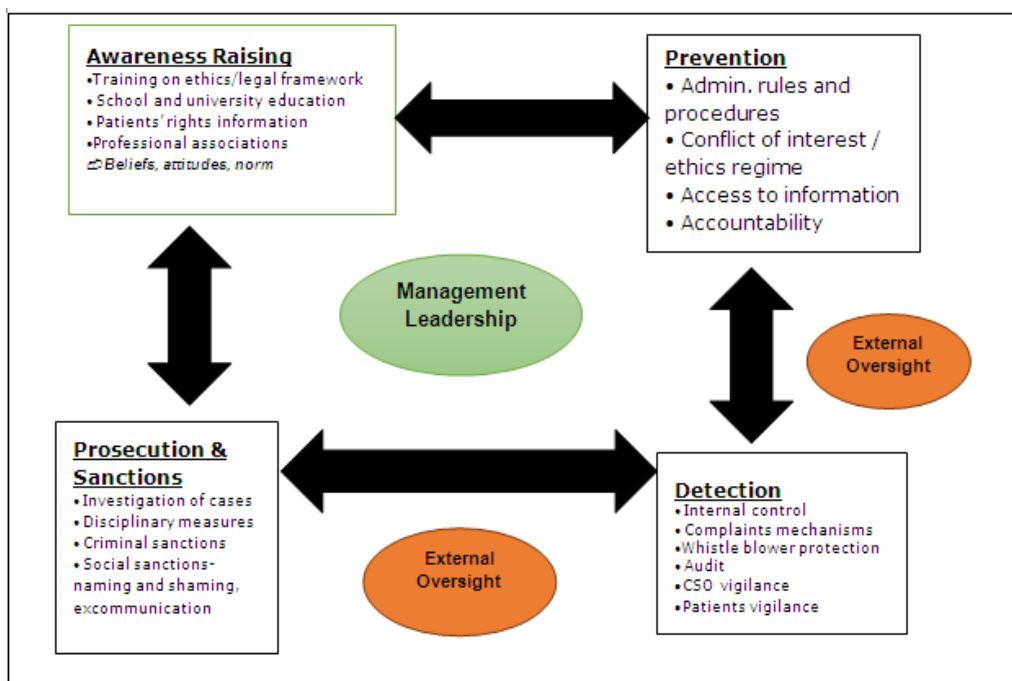 Awareness Raising
•Training on ethics/legal framework
• School and university education
• Patients' rights information
•Professional associations
➮Beliefs, attitudes, norm
Prevention
• Admin. rules and
procedures
• Conflict of interest /
ethics regime
• Access to information
• Accountability
Management
Leadership
External
Oversight
Prosecution &
Sanctions
• Investigation of cases
• Disciplinary measures
• Criminal sanctions
• Social sanctions-
naming and shaming,
excommunication
External
Oversight
Detection
• Internal control
• Complaints mechanisms
• Whistle blower protection
• Audit
• CSO vigilance
• Patients vigilance